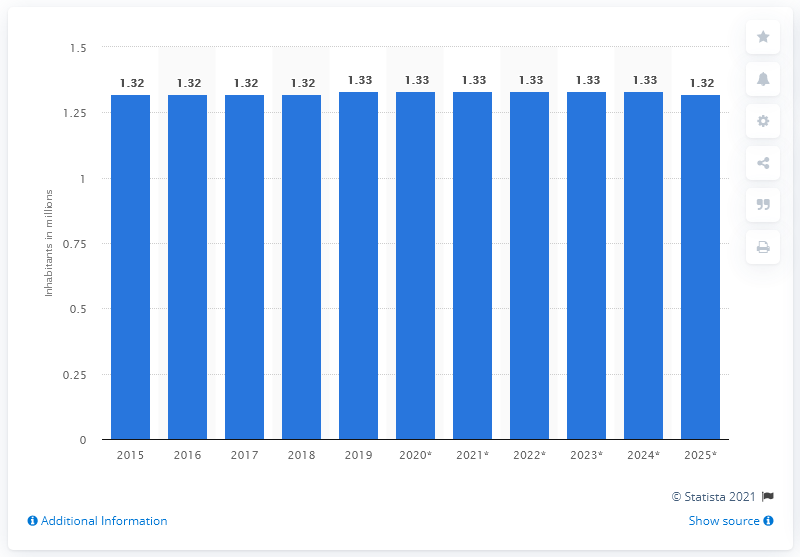 1.5
1.25
1
0.75
0.5
0.25
0
Inhabitants in millions
1.32 1.32 1.32 1.32 1.33 1.33 1.33 1.33 1.33 1.33 1.32
2015 2016 2017 2018 2019 2020* 2021* 2022* 2023* 2024* 2025*
© Statista 2021
Additional Information
Show source